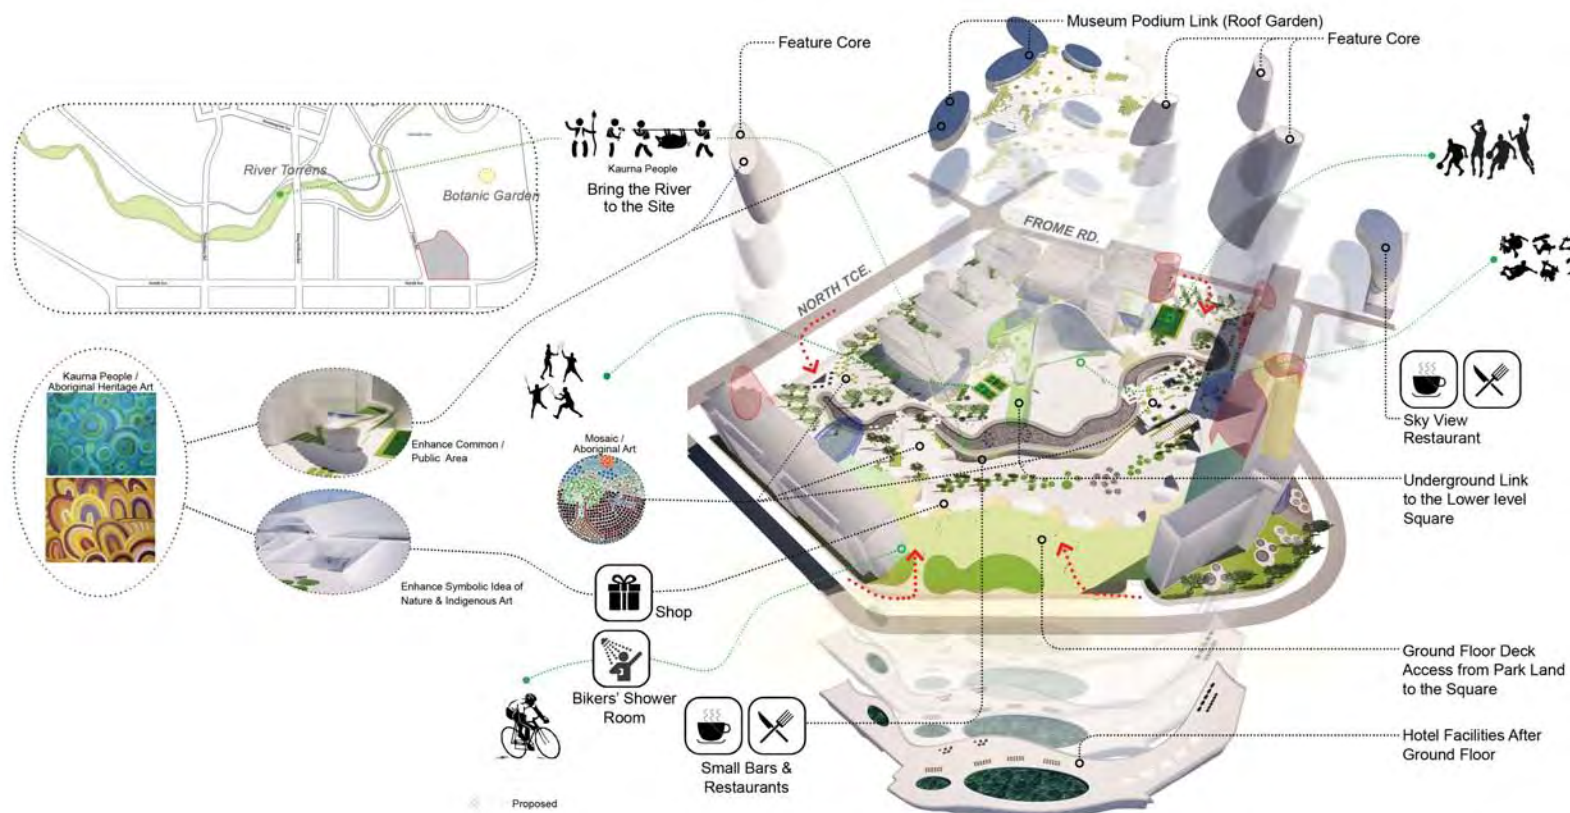 Museum Podium Link (Roof Garden)
Feature Core
Feature Core
River Torrens
Botanic Garden
Kaurna People
Bring the River
to the Site
FROME RD.
NORTH TCE.
Kaurna People /
Aboriginal Heritage Art
Enhance Common /
Public Area
Mosaic /
Aboriginal Art
Enhance Symbolic Idea of
Nature & Indigenous Art
Shop
Bikers' Shower
Room
Small Bars &
Restaurants
Sky View
Restaurant
Underground Link
to the Lower level
Square
Ground Floor Deck
Access from Park Land
to the Square
Hotel Facilities After
Ground Floor
Proposed